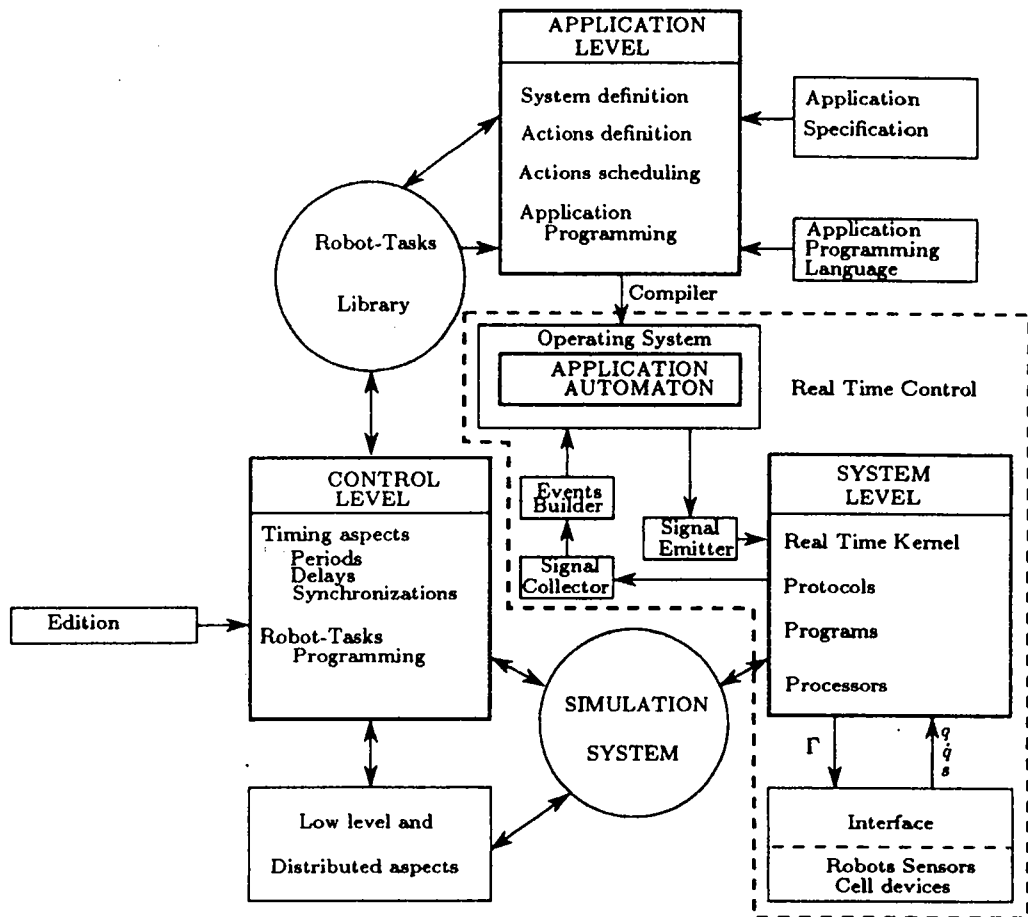 APPLICATION
LEVEL
System definition
Actions definition
Actions scheduling
Application
Programming
Application
Specification
Application
Programming
Language
Robot-Tasks
Library
Compiler
Operating System
APPLICATION
AUTOMATON
Real Time Control
CONTROL
LEVEL
Timing aspects
Periods
Delays
Synchronizations
Robot-Tasks
Programming
Events
Builder
Signal
Collector
Signal
Emitter
SYSTEM
LEVEL
Real Time Kernel
Protocols
Programs
Processors
Edition
SIMULATION
SYSTEM
Γ
q
q̇
s
Low level and
Distributed aspects
Interface
Robots Sensors
Cell devices